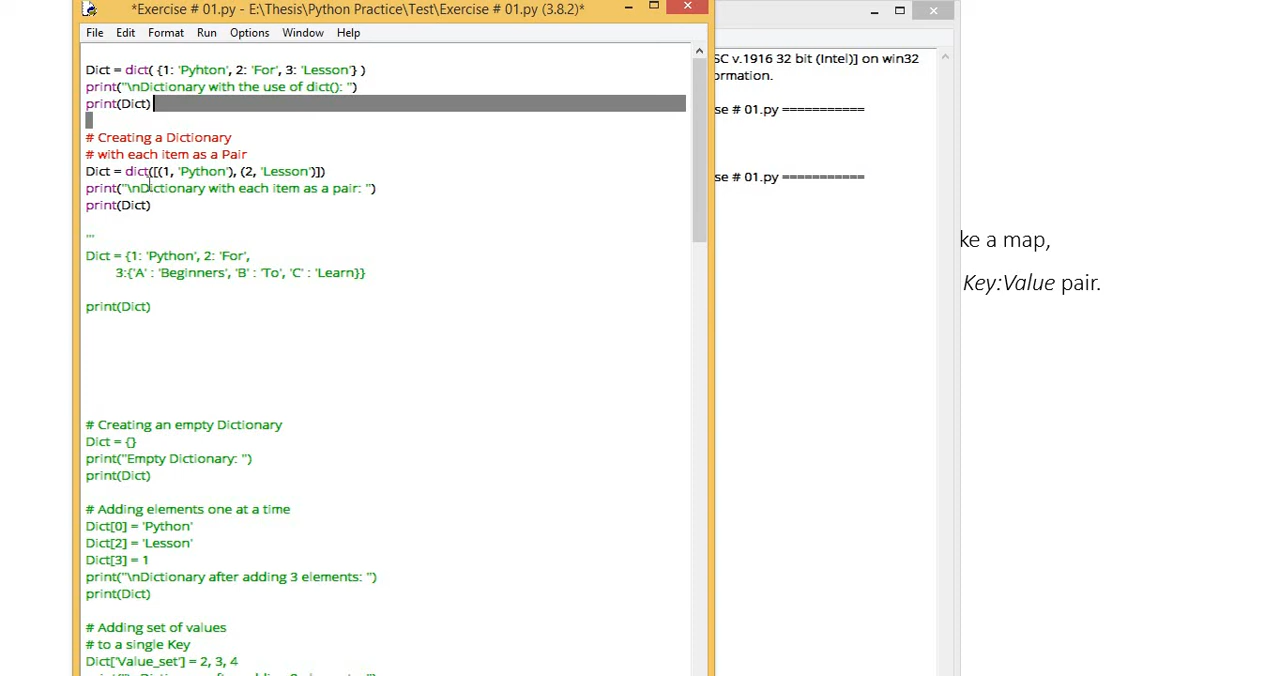 *Exercise # 01.py - E:\Thesis\Python Practice\Test\Exercise # 01.py (3.8.2)*
File Edit Format Run Options Window Help
Dict = dict( {1: 'Pyhton', 2: 'For', 3: 'Lesson'} )
print("\nDictionary with the use of dict(): ")
print(Dict)
# Creating a Dictionary
# with each item as a Pair
Dict = dict([(1, 'Python'), (2, 'Lesson')])
print("\nDictionary with each item as a pair: ")
print(Dict)
'''
Dict = {1: 'Python', 2: 'For',
3:{'A' : 'Beginners', 'B' : 'To', 'C' : 'Learn'}}
print(Dict)
# Creating an empty Dictionary
Dict = {}
print("Empty Dictionary: ")
print(Dict)
# Adding elements one at a time
Dict[0] = 'Python'
Dict[2] = 'Lesson'
Dict[3] = 1
print("\nDictionary after adding 3 elements: ")
print(Dict)
# Adding set of values
# to a single Key
Dict['Value_set'] = 2, 3, 4
SC v.1916 32 bit (Intel)] on win32
ormation.
se # 01.py ===========
se # 01.py ===========
ke a map,
Key:Value pair.